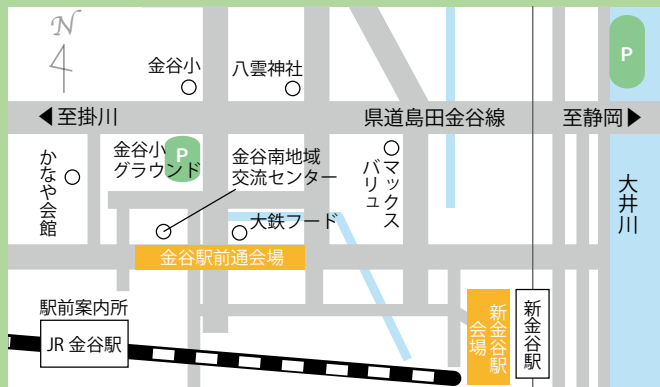 N
金谷小
八雲神社
P
◀至掛川
県道島田金谷線
至静岡▶
かなや会館
金谷小
グラウンド
P
金谷南地域
交流センター
マックス
バリュ
大井川
大鉄フード
金谷駅前通会場
駅前案内所
JR 金谷駅
新金谷駅
会場
新金谷駅